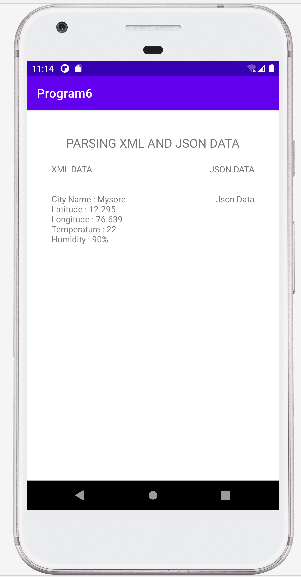 11:14
Program6
PARSING XML AND JSON DATA
XML DATA
JSON DATA
City Name : Mysore
Latitude : 12.295
Longitude : 76.639
Temperature : 22
Humidity : 90%
Json Data